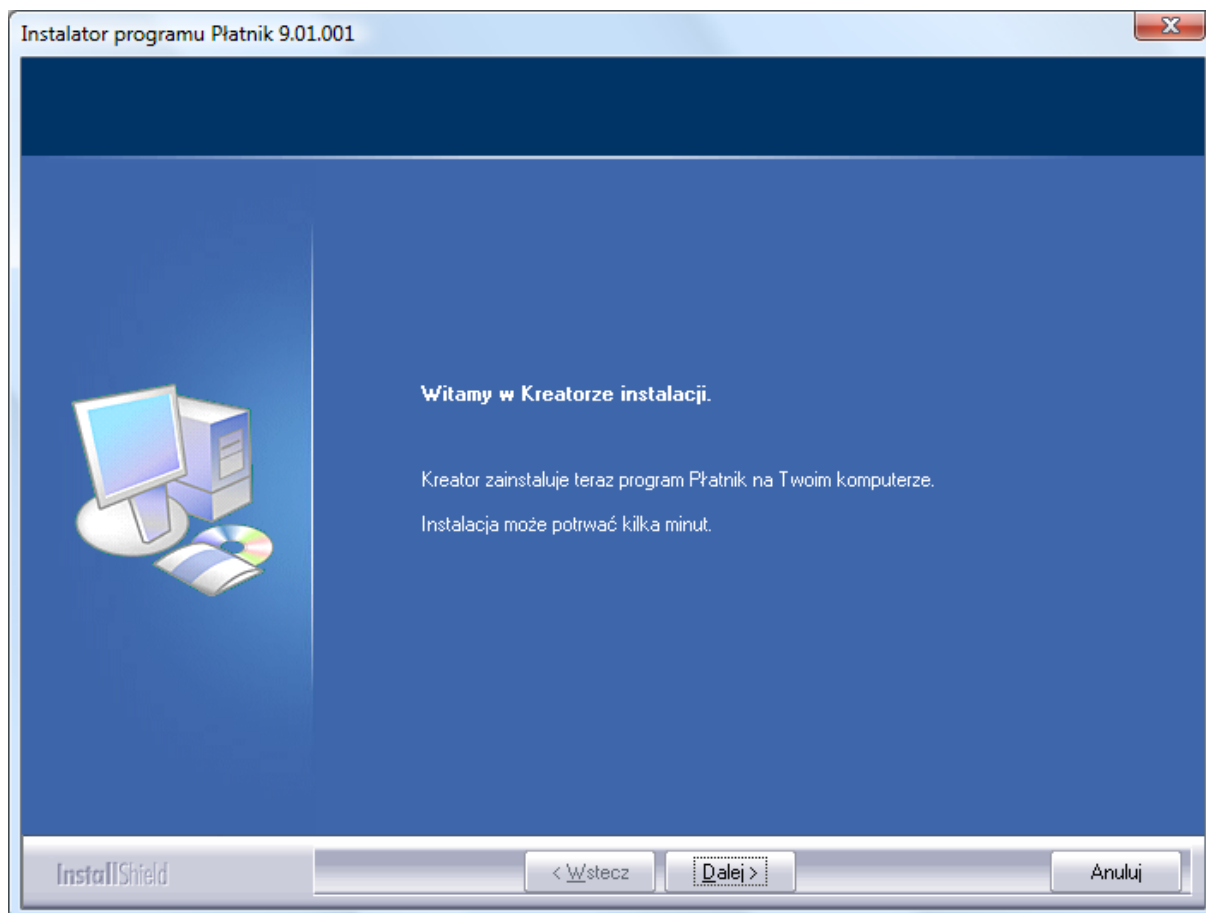 Instalator programu Płatnik 9.01.001
Witamy w Kreatorze instalacji.
Kreator zainstaluje teraz program Płatnik na Twoim komputerze.
Instalacja może potrwać kilka minut.
InstallShield
< Wstecz
Dalej >
Anuluj